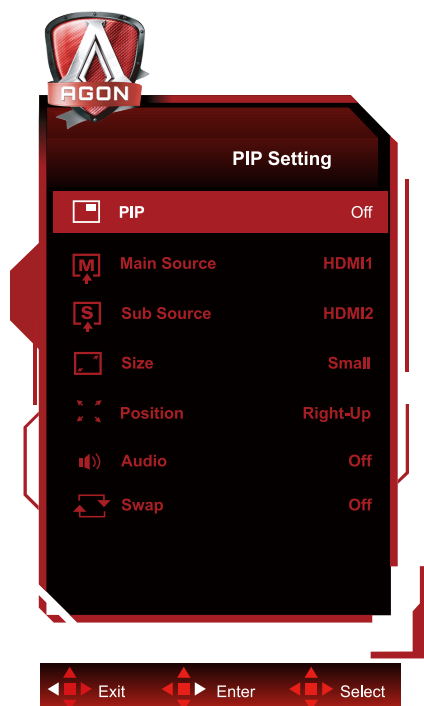 AGON
PIP Setting
PIP Off
Main Source HDMI1
Sub Source HDMI2
Size Small
Position Right-Up
Audio Off
Swap Off
Exit Enter Select